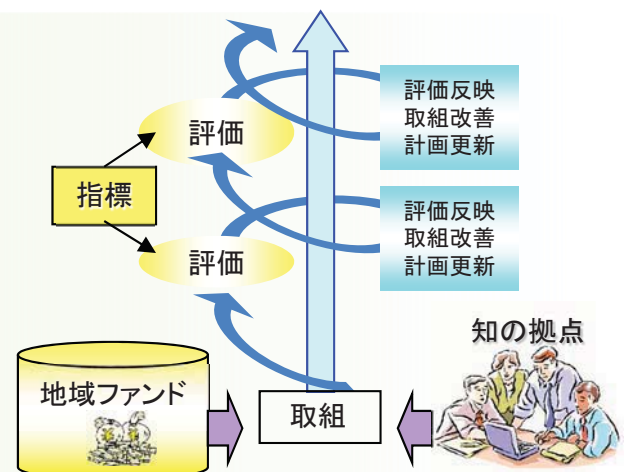 評価反映
取組改善
計画更新
評価
指標
評価反映
取組改善
計画更新
評価
知の拠点
地域ファンド
取組